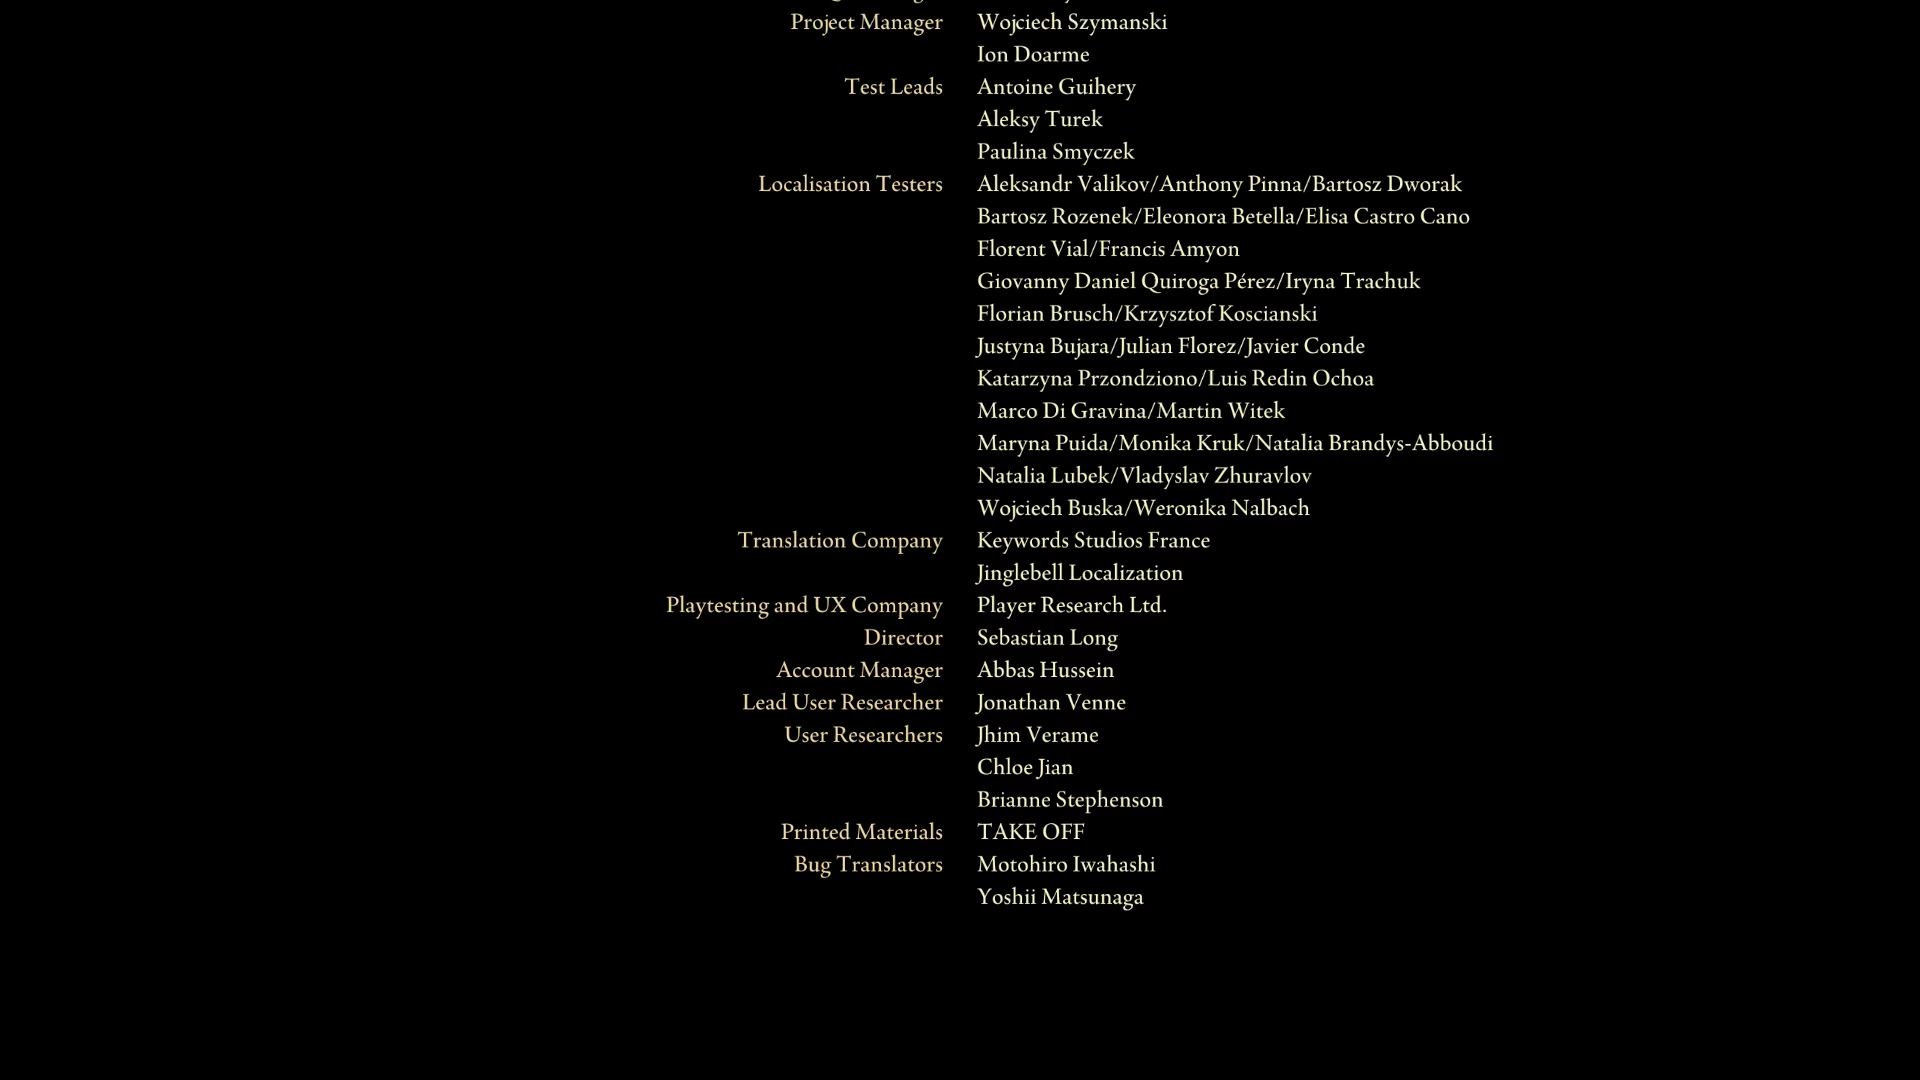 Project Manager Wojciech Szymanski
Ion Doarme
Test Leads Antoine Guihery
Aleksy Turek
Paulina Smyczek
Localisation Testers Aleksandr Valikov/Anthony Pinna/Bartosz Dworak
Bartosz Rozenek/Eleonora Betella/Elisa Castro Cano
Florent Vial/Francis Amyon
Giovanny Daniel Quiroga Pérez/Iryna Trachuk
Florian Brusch/Krzysztof Koscianski
Justyna Bujara/Julian Florez/Javier Conde
Katarzyna Przondziono/Luis Redin Ochoa
Marco Di Gravina/Martin Witek
Maryna Puida/Monika Kruk/Natalia Brandys-Abboudi
Natalia Lubek/Vladyslav Zhuravlov
Wojciech Buska/Weronika Nalbach
Translation Company Keywords Studios France
Jinglebell Localization
Playtesting and UX Company Player Research Ltd.
Director Sebastian Long
Account Manager Abbas Hussein
Lead User Researcher Jonathan Venne
User Researchers Jhim Verame
Chloe Jian
Brianne Stephenson
Printed Materials TAKE OFF
Bug Translators Motohiro Iwahashi
Yoshii Matsunaga